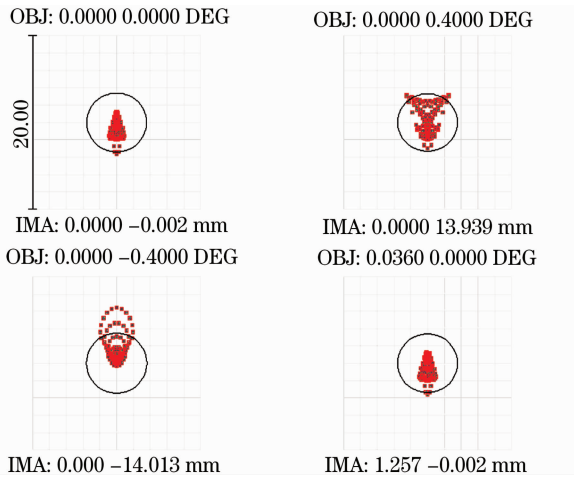 OBJ: 0.0000 0.0000 DEG
OBJ: 0.0000 0.4000 DEG
20.00
IMA: 0.0000 −0.002 mm
IMA: 0.0000 13.939 mm
OBJ: 0.0000 −0.4000 DEG
OBJ: 0.0360 0.0000 DEG
IMA: 0.000 −14.013 mm
IMA: 1.257 −0.002 mm